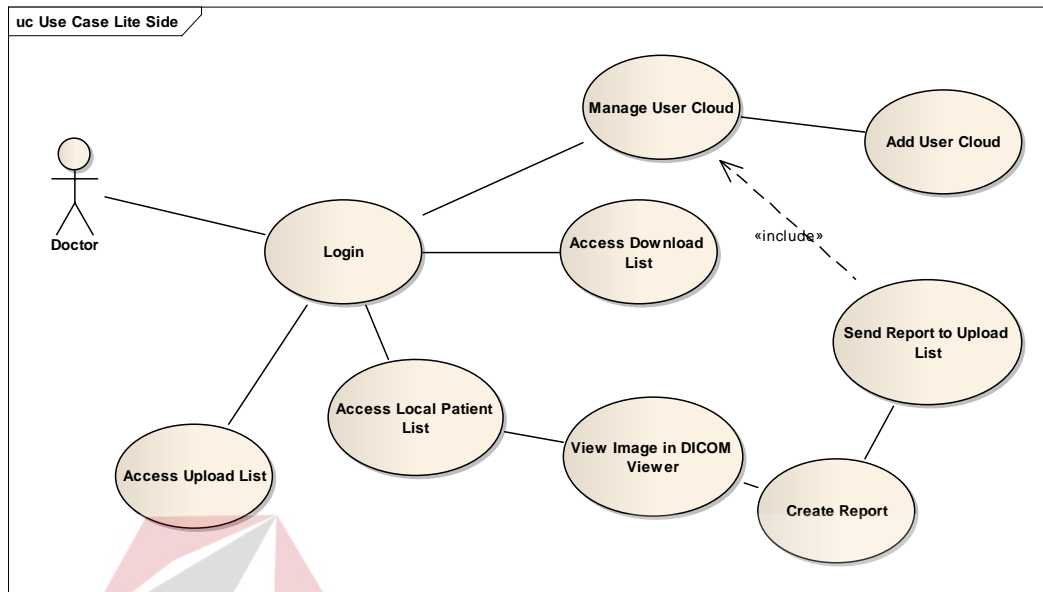 uc Use Case Lite Side
Manage User Cloud
Add User Cloud
Doctor
Login
Access Download
List
«include»
Send Report to Upload
List
Access Local Patient
List
View Image in DICOM
Viewer
Access Upload List
Create Report